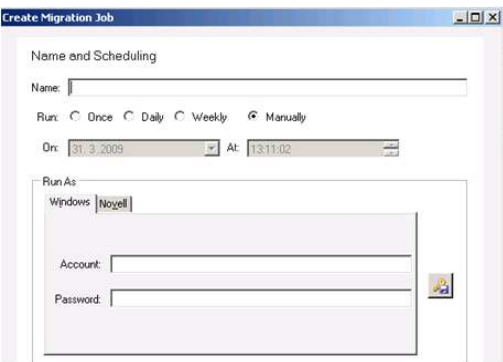 Create Migration Job
Name and Scheduling
Name:
Run: Once Daily Weekly Manually
On: 31. 3.2009 At: 13:11:02
Run As
Windows Novell
Account:
Password: